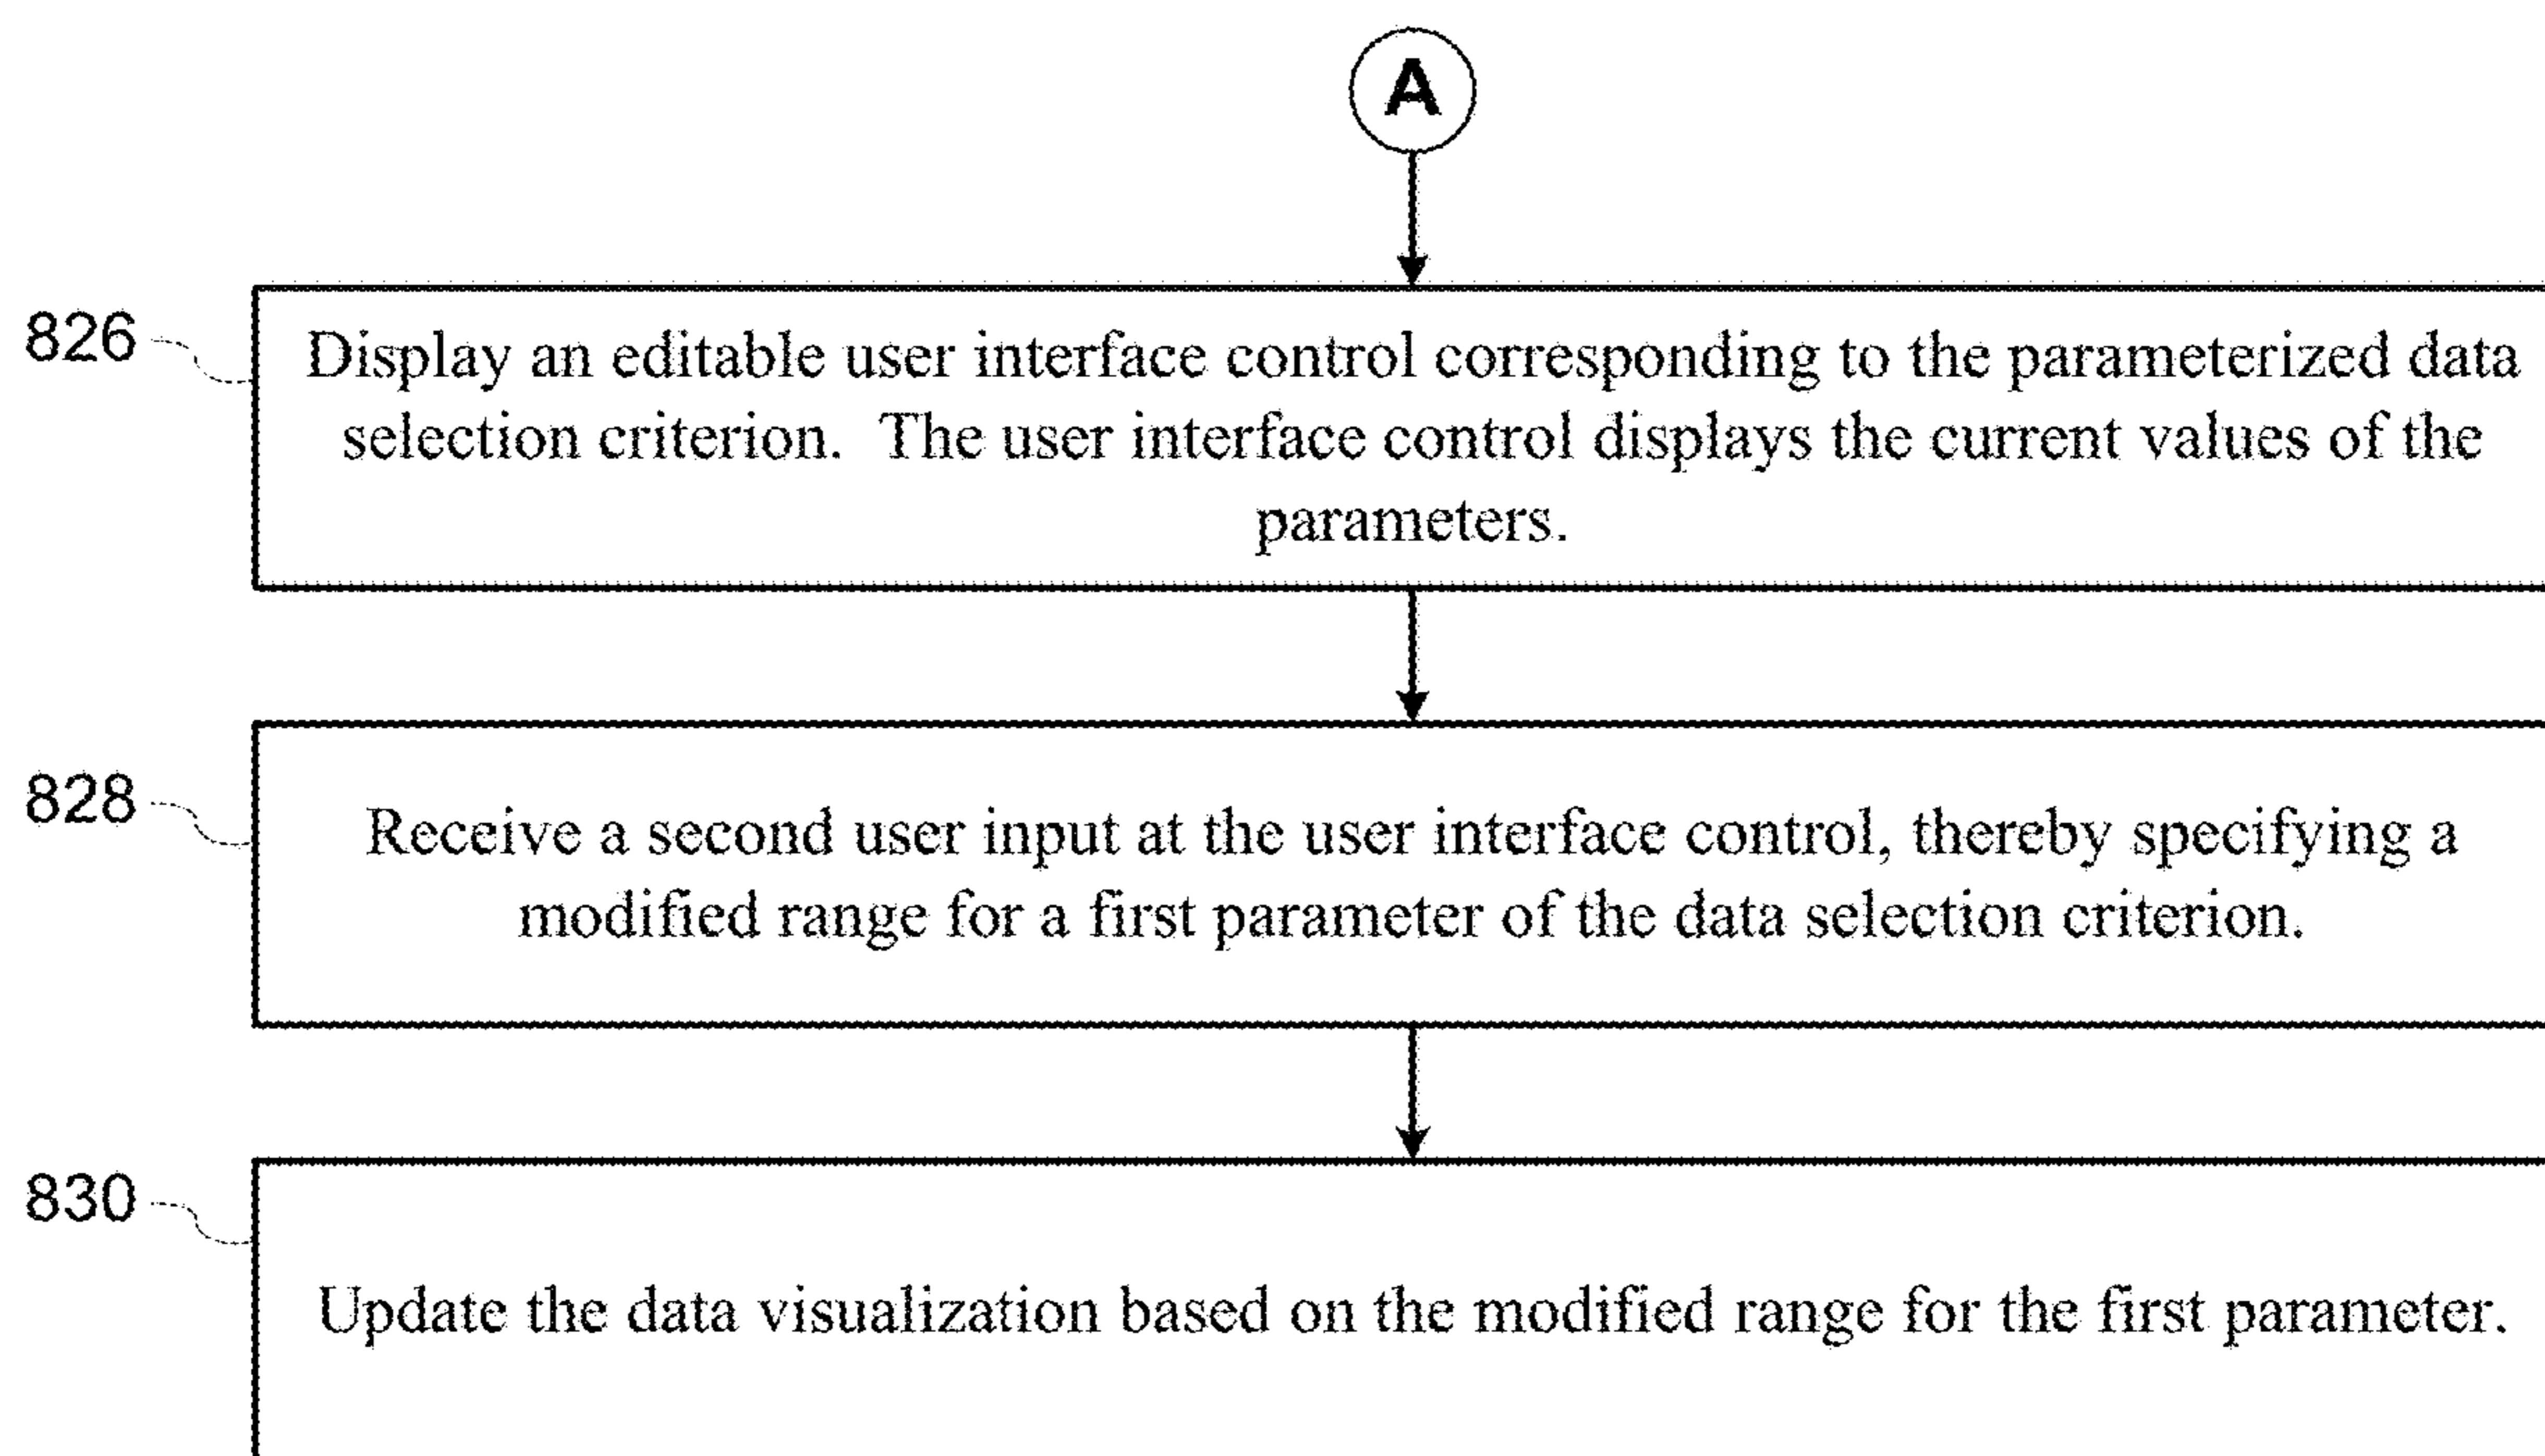 A
826
Display an editable user interface control corresponding to the parameterized data
selection criterion.  The user interface control displays the current values of the
parameters.
828
Receive a second user input at the user interface control, thereby specifying a
modified range for a first parameter of the data selection criterion.
830
Update the data visualization based on the modified range for the first parameter.